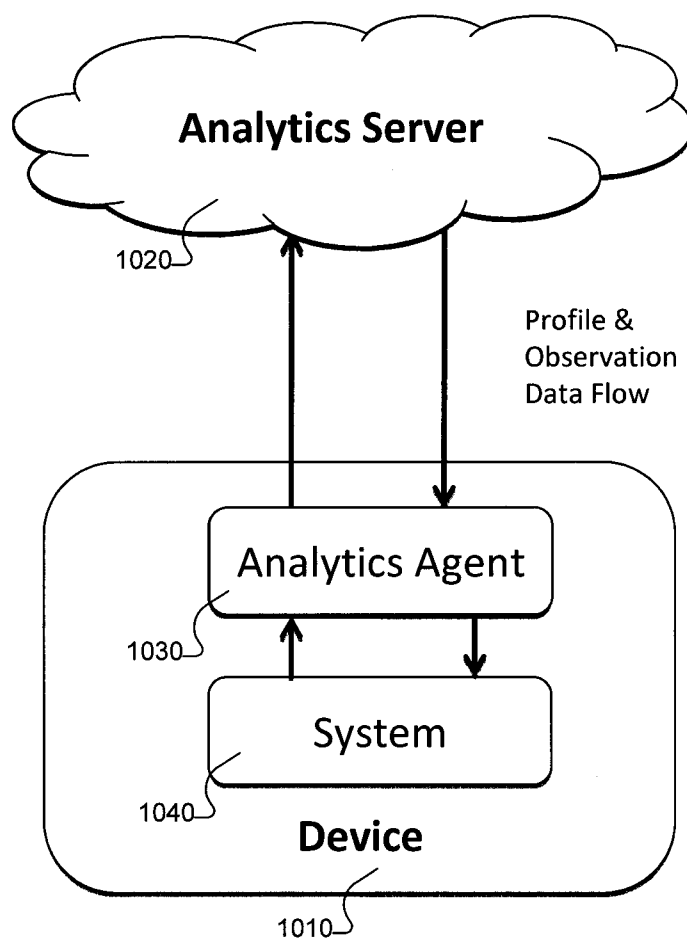 Analytics Server
1020
Profile &
Observation
Data Flow
Analytics Agent
1030
System
1040
Device
1010